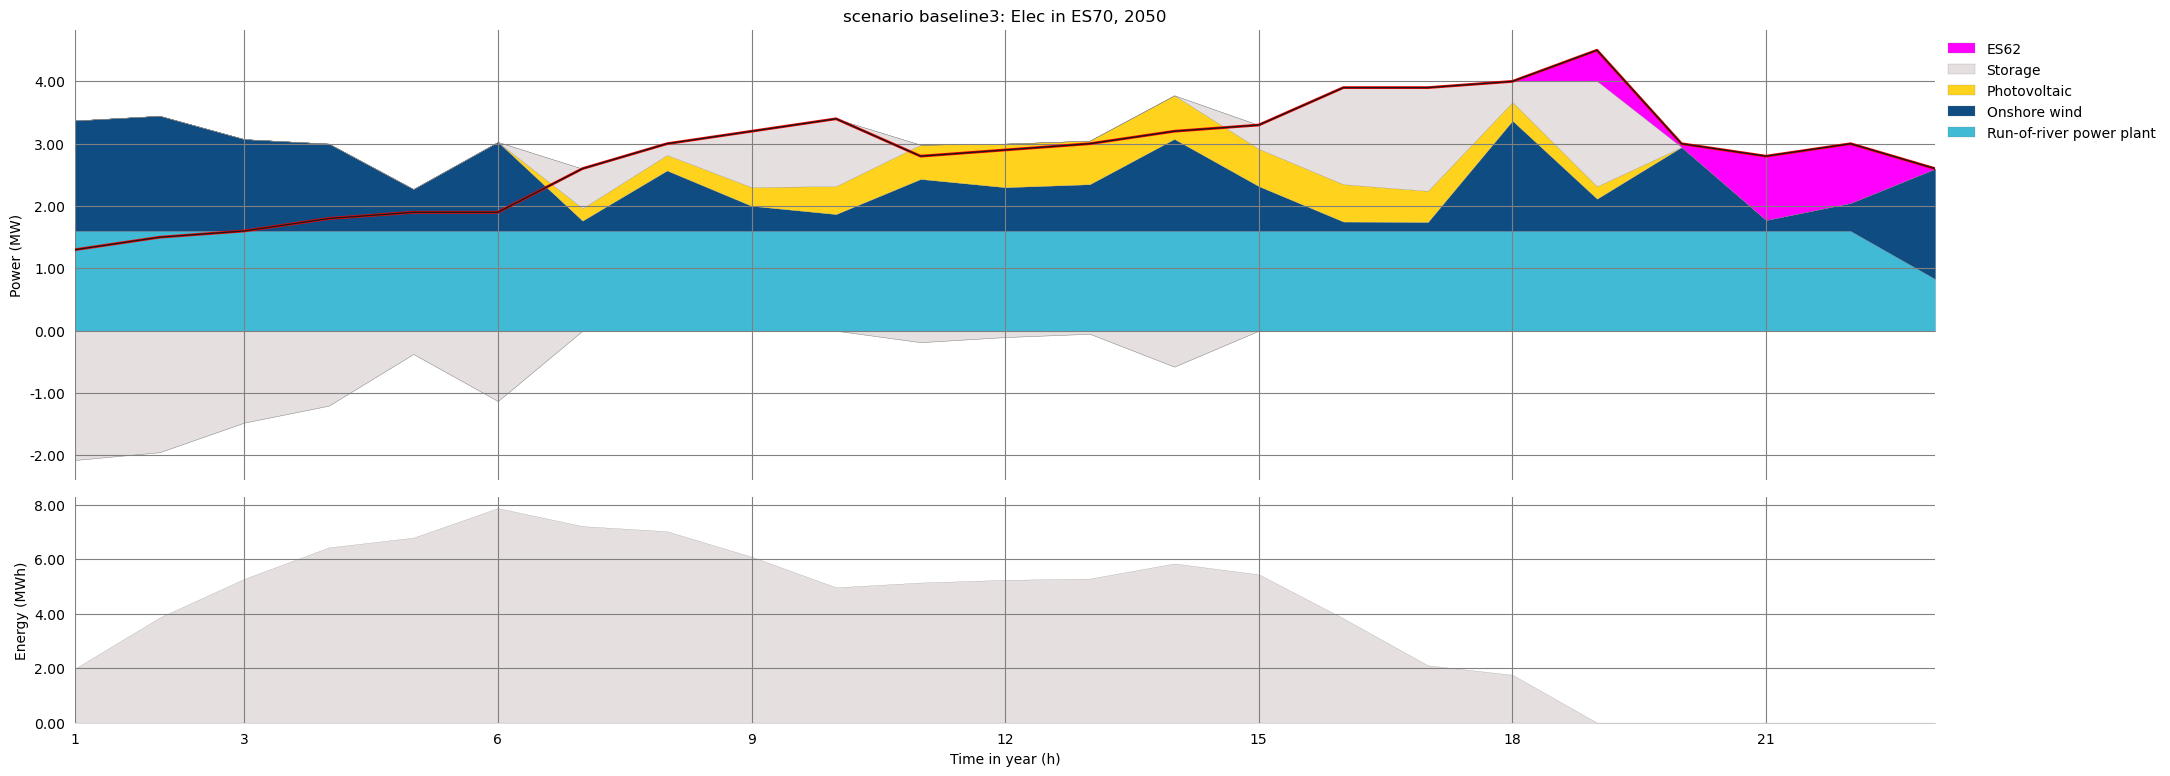 scenario baseline3: Elec in ES70, 2050
Power (MW)
4.00
3.00
2.00
1.00
0.00
-1.00
-2.00
ES62
Storage
Photovoltaic
Onshore wind
Run-of-river power plant
Energy (MWh)
8.00
6.00
4.00
2.00
0.00
1 3 6 9 12 15 18 21
Time in year (h)